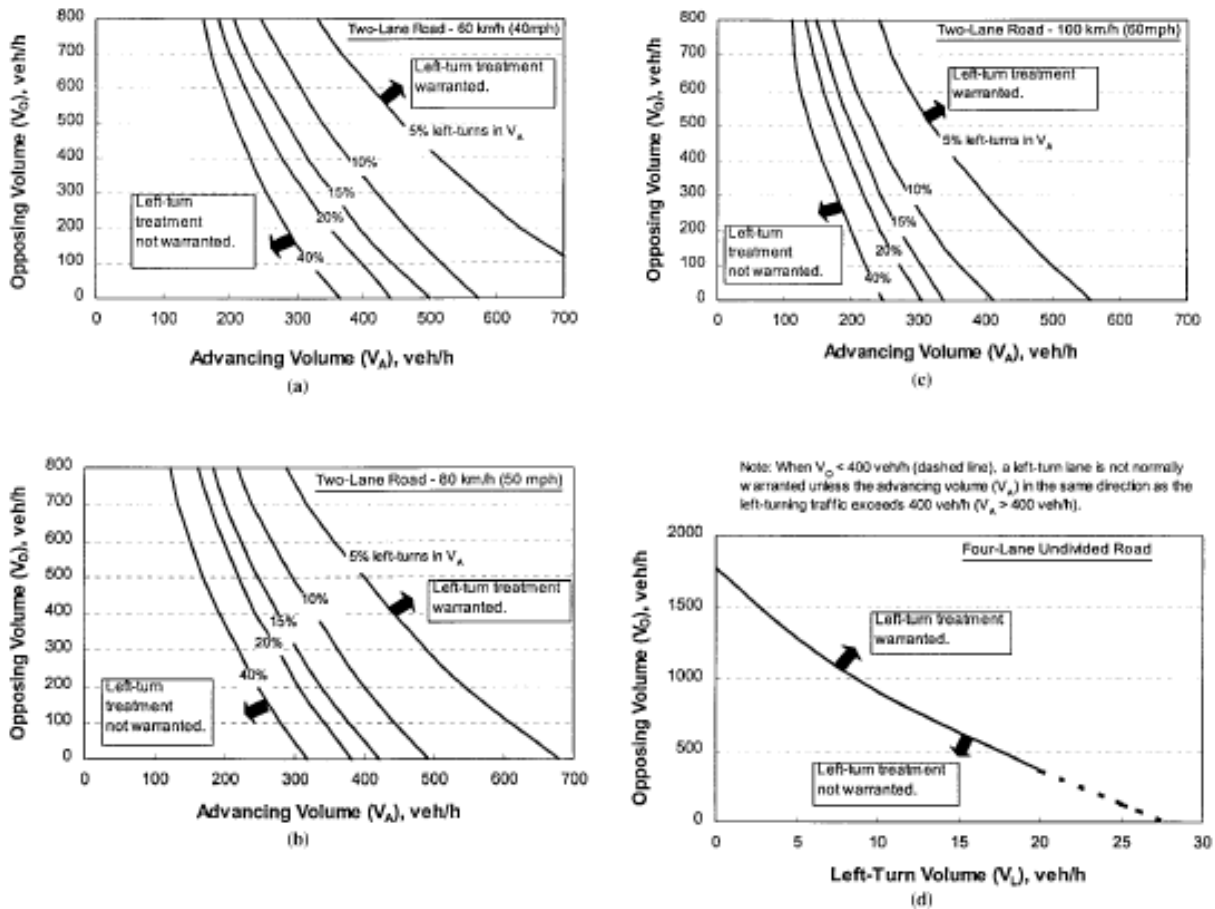 Two-Lane Road - 60 km/h (40mph)
Left-turn treatment
warranted.
5% left-turns in VA
10%
15%
20%
40%
Left-turn
treatment
not warranted.
Opposing Volume (VO), veh/h
800
700
600
500
400
300
200
100
0
0 100 200 300 400 500 600 700
Advancing Volume (VA), veh/h
(a)
Two-Lane Road - 100 km/h (60mph)
Left-turn treatment
warranted.
5% left-turns in VA
10%
15%
20%
40%
Left-turn
treatment
not warranted.
Opposing Volume (VO), veh/h
800
700
600
500
400
300
200
100
0
0 100 200 300 400 500 600 700
Advancing Volume (VA), veh/h
(c)
Two-Lane Road - 80 km/h (50 mph)
5% left-turns in VA
Left-turn treatment
warranted.
10%
15%
20%
40%
Left-turn
treatment
not warranted.
Opposing Volume (VO), veh/h
800
700
600
500
400
300
200
100
0
0 100 200 300 400 500 600 700
Advancing Volume (VA), veh/h
(b)
Note: When VO < 400 veh/h (dashed line), a left-turn lane is not normally
warranted unless the advancing volume (VA) in the same direction as the
left-turning traffic exceeds 400 veh/h (VA > 400 veh/h).
Four-Lane Undivided Road
Left-turn treatment
warranted.
Left-turn treatment
not warranted.
Opposing Volume (VO), veh/h
2000
1500
1000
500
0
0 5 10 15 20 25 30
Left-Turn Volume (VL), veh/h
(d)